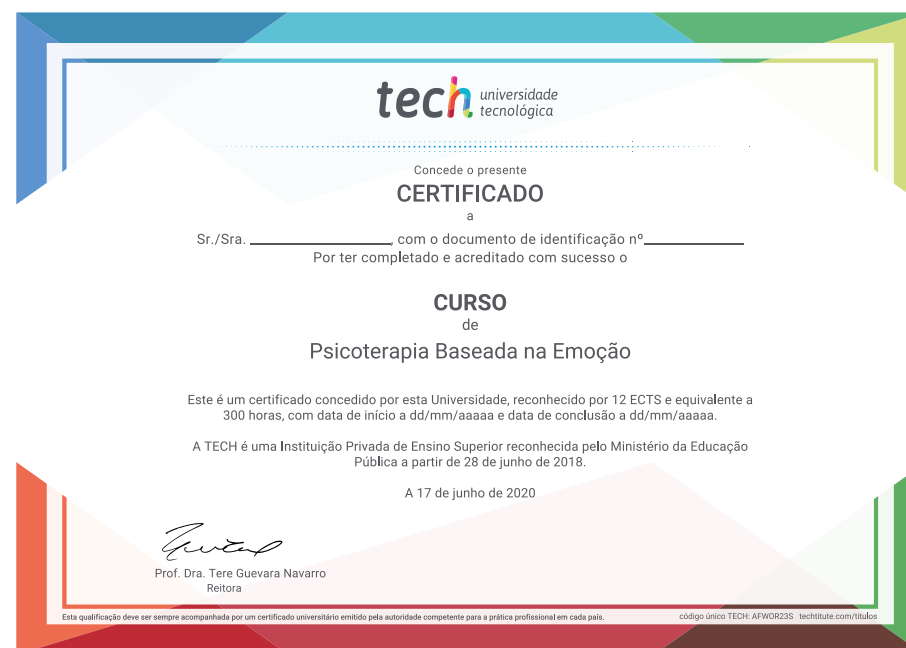 tech universidade
tecnológica
Concede o presente
CERTIFICADO
a
Sr./Sra. ____________, com o documento de identificação nº____________
Por ter completado e acreditado com sucesso o
CURSO
de
Psicoterapia Baseada na Emoção
Este é um certificado concedido por esta Universidade, reconhecido por 12 ECTS e equivalente a
300 horas, com data de início a dd/mm/aaaaa e data de conclusão a dd/mm/aaaaa.
A TECH é uma Instituição Privada de Ensino Superior reconhecida pelo Ministério da Educação
Pública a partir de 28 de junho de 2018.
A 17 de junho de 2020
Prof. Dra. Tere Guevara Navarro
Reitora
Esta qualificação deve ser sempre acompanhada por um certificado universitário emitido pela autoridade competente para a prática profissional em cada país. código único TECH: AFWOR23S techtitute.com/titulos